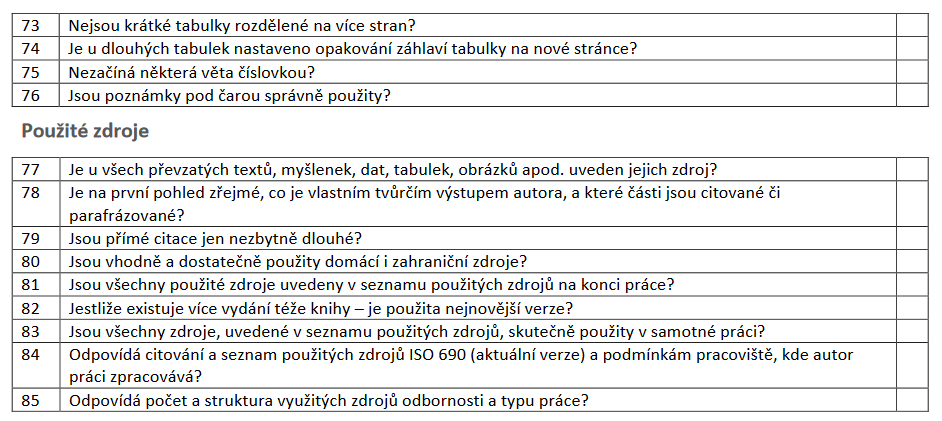 73 Nejsou krátké tabulky rozdělené na více stran?
74 Je u dlouhých tabulek nastaveno opakování záhlaví tabulky na nové stránce?
75 Nezačíná některá věta číslovkou?
76 Jsou poznámky pod čarou správně použity?
Použité zdroje
77 Je u všech převzatých textů, myšlenek, dat, tabulek, obrázků apod. uveden jejich zdroj?
78 Je na první pohled zřejmé, co je vlastním tvůrčím výstupem autora, a které části jsou citované či
parafrázované?
79 Jsou přímé citace jen nezbytně dlouhé?
80 Jsou vhodně a dostatečně použity domácí i zahraniční zdroje?
81 Jsou všechny použité zdroje uvedeny v seznamu použitých zdrojů na konci práce?
82 Jestliže existuje více vydání téže knihy – je použita nejnovější verze?
83 Jsou všechny zdroje, uvedené v seznamu použitých zdrojů, skutečně použity v samotné práci?
84 Odpovídá citování a seznam použitých zdrojů ISO 690 (aktuální verze) a podmínkám pracoviště, kde autor
práci zpracovává?
85 Odpovídá počet a struktura využitých zdrojů odbornosti a typu práce?